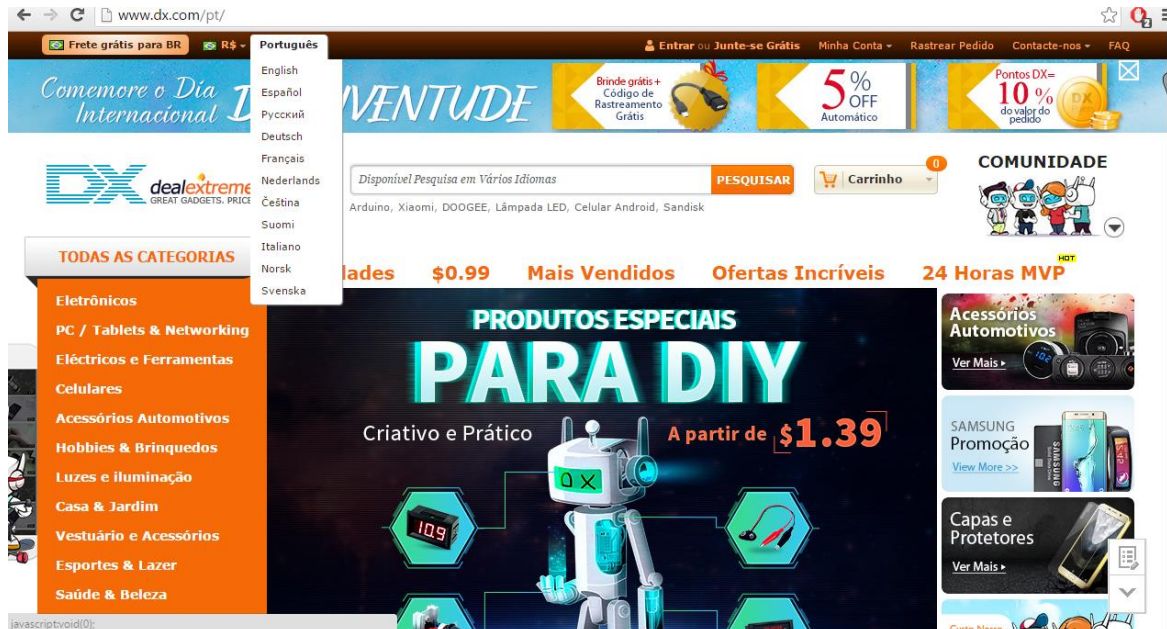 www.dx.com/pt/
2
Frete grátis para BR
R$
Português
Entrar ou Junte-se Grátis
Minha Conta
Rastrear Pedido
Contacte-nos
FAQ
English
Español
Русский
Deutsch
Français
Nederlands
Čeština
Suomi
Italiano
Norsk
Svenska
Comemore o Dia
Internacional
VENTUDE
Brinde grátis +
Código de
Rastreamento
Grátis
5%
OFF
Automático
Pontos DX=
10 %
do valor do
pedido
DX
DX
dealextreme
GREAT GADGETS.
Disponível Pesquisa em Vários Idiomas
PESQUISAR
Carrinho
0
COMUNIDADE
Arduino, Xiaomi, DOOGEE, Lâmpada LED, Celular Android, Sandisk
TODAS AS CATEGORIAS
lades
$0.99
Mais Vendidos
Ofertas Incríveis
24 Horas MVP
HOT
Eletrônicos
PC / Tablets & Networking
Eléctricos e Ferramentas
Celulares
Acessórios Automotivos
Hobbies & Brinquedos
Luzes e iluminação
Casa & Jardim
Vestuário e Acessórios
Esportes & Lazer
Saúde & Beleza
PRODUTOS ESPECIAIS
PARA DIY
Criativo e Prático
A partir de $1.39
DX
10.9
Acessórios
Automotivos
Ver Mais
SAMSUNG
Promoção
View More >>
SAMSUNG
Capas e
Protetores
Ver Mais
javascript:void(0);